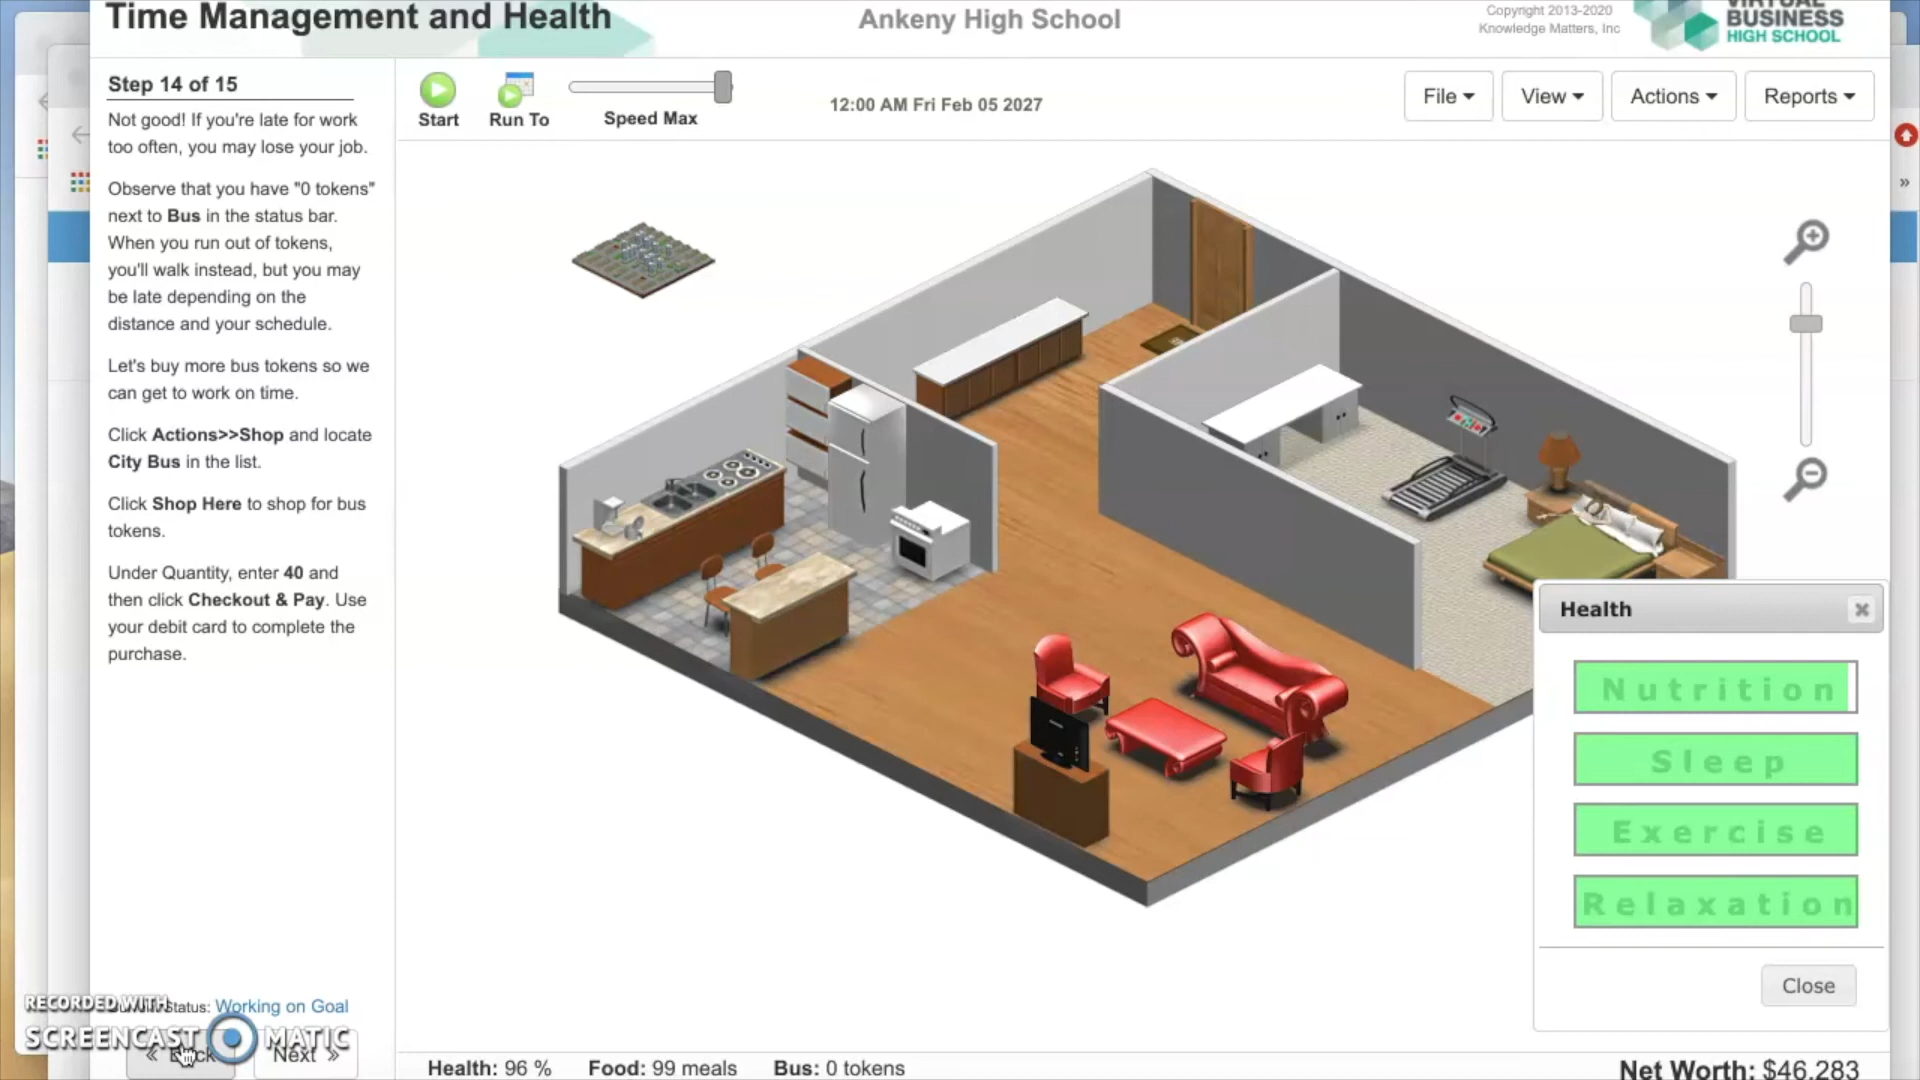 Time Management and Health
Ankeny High School
Copyright 2013-2020
Knowledge Matters, Inc
VIRTUAL
BUSINESS
HIGH SCHOOL
Step 14 of 15
Not good! If you're late for work
too often, you may lose your job.
Observe that you have "0 tokens"
next to Bus in the status bar.
When you run out of tokens,
you'll walk instead, but you may
be late depending on the
distance and your schedule.
Let's buy more bus tokens so we
can get to work on time.
Click Actions>>Shop and locate
City Bus in the list.
Click Shop Here to shop for bus
tokens.
Under Quantity, enter 40 and
then click Checkout & Pay. Use
your debit card to complete the
purchase.
Start
Run To
Speed Max
12:00 AM Fri Feb 05 2027
File
View
Actions
Reports
»
Health
Nutrition
Sleep
Exercise
Relaxation
Close
Status: Working on Goal
RECORDED WITH
SCREENCAST MATIC
« Back
Next »
Health: 96 %
Food: 99 meals
Bus: 0 tokens
Net Worth: $46,283